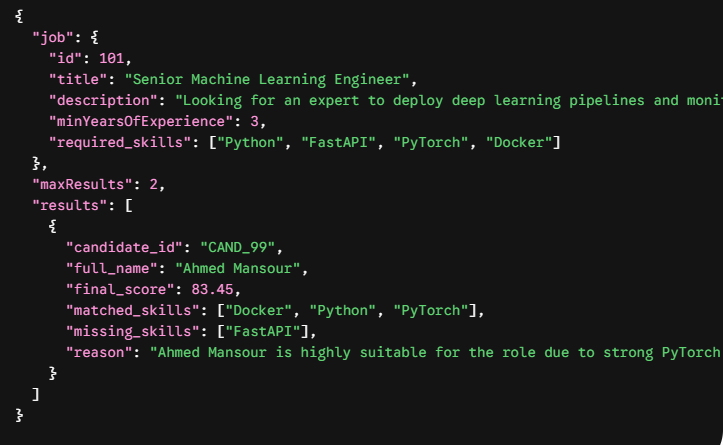 {
  "job": {
    "id": 101,
    "title": "Senior Machine Learning Engineer",
    "description": "Looking for an expert to deploy deep learning pipelines and moni
    "minYearsOfExperience": 3,
    "required_skills": ["Python", "FastAPI", "PyTorch", "Docker"]
  },
  "maxResults": 2,
  "results": [
    {
      "candidate_id": "CAND_99",
      "full_name": "Ahmed Mansour",
      "final_score": 83.45,
      "matched_skills": ["Docker", "Python", "PyTorch"],
      "missing_skills": ["FastAPI"],
      "reason": "Ahmed Mansour is highly suitable for the role due to strong PyTorch
    }
  ]
}